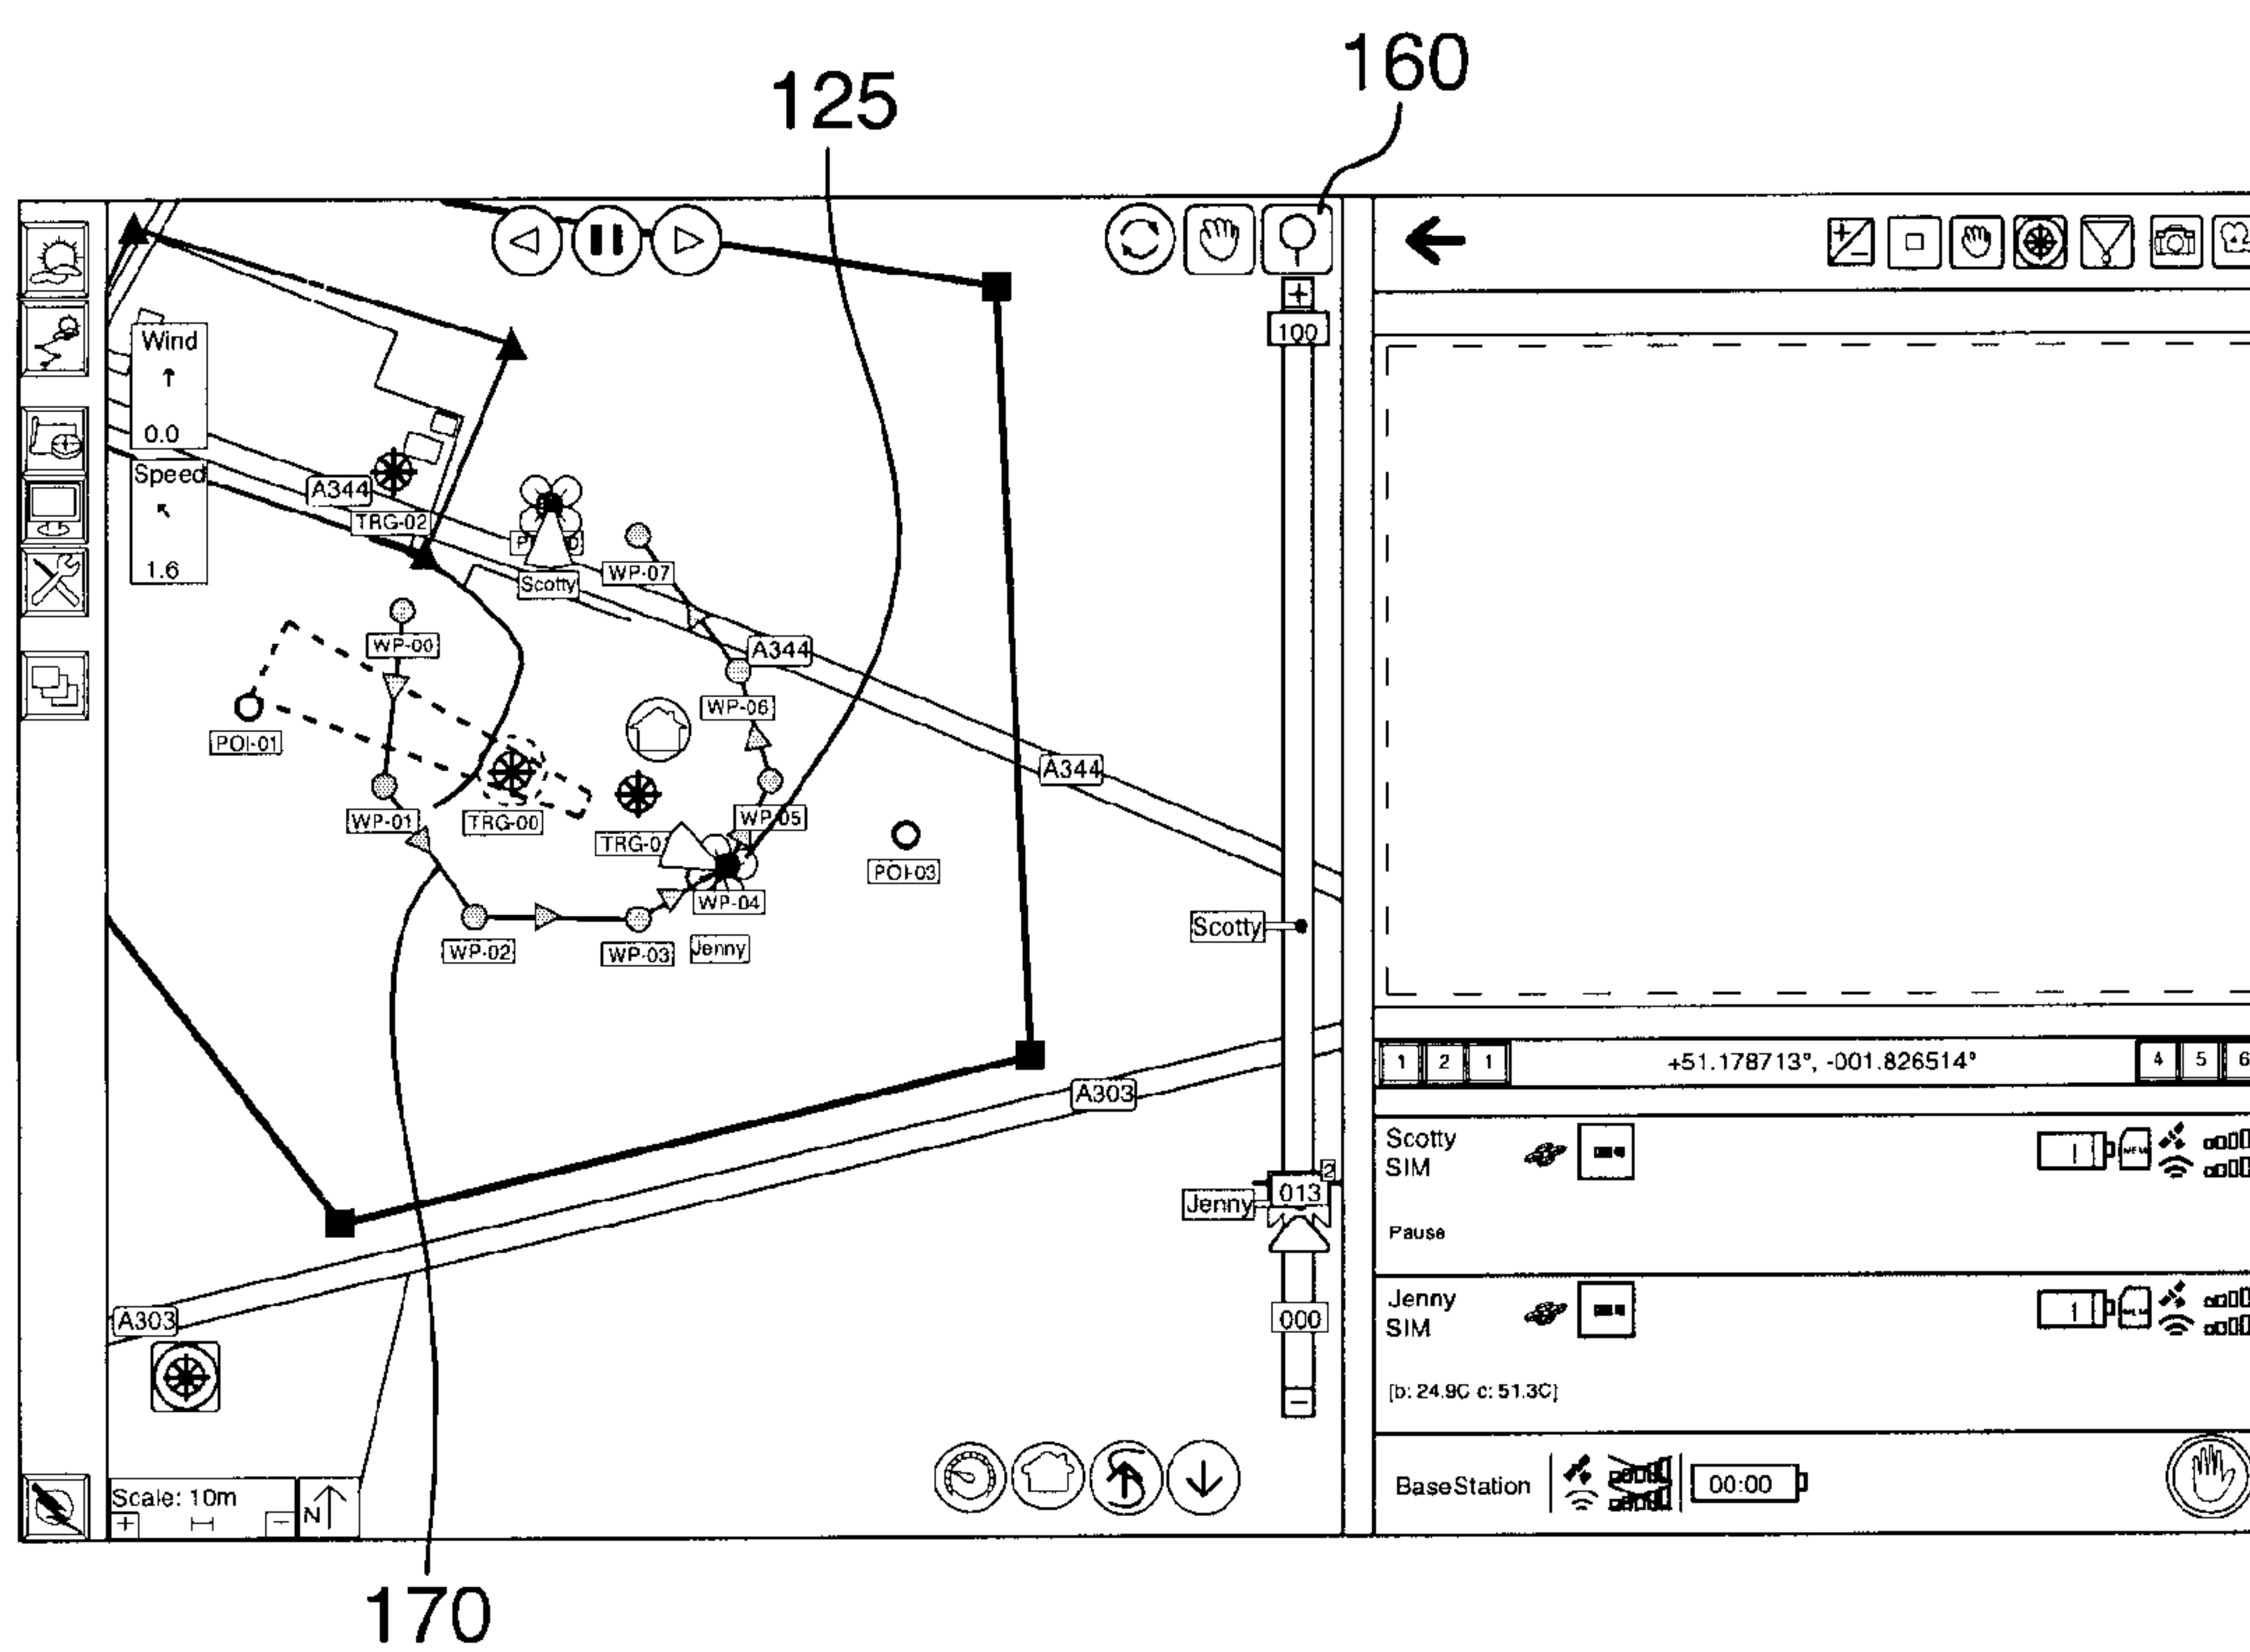 125
160
Wind
0.0
Speed
1.6
100
A344
TRG-02
Scotty
WP-07
WP-00
A344
WP-06
POI-01
A344
WP-01
TRG-00
WP-05
TRG-0
POI-03
WP-04
WP-02
WP-03
Jenny
Scotty
A303
2
013
Jenny
000
A303
Scale: 10m
N
1 2 1 +51.178713°, -001.826514° 4 5 6
Scotty
SIM
Pause
Jenny
SIM
[b: 24.9C c: 51.3C]
BaseStation 00:00
170